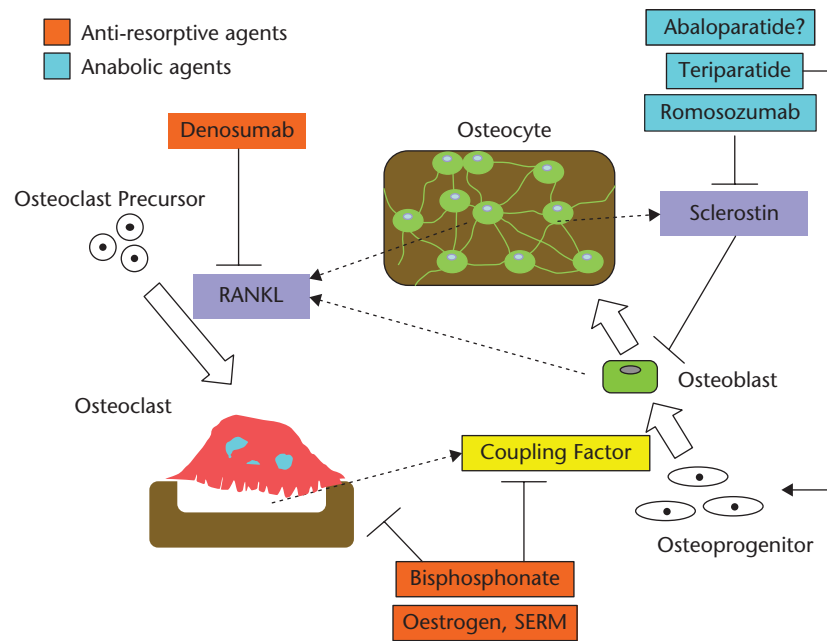 Anti-resorptive agents
Anabolic agents
Abaloparatide?
Teriparatide
Romosozumab
Denosumab
Osteocyte
Osteoclast Precursor
Sclerostin
RANKL
Osteoblast
Osteoclast
Coupling Factor
Osteoprogenitor
Bisphosphonate
Oestrogen, SERM